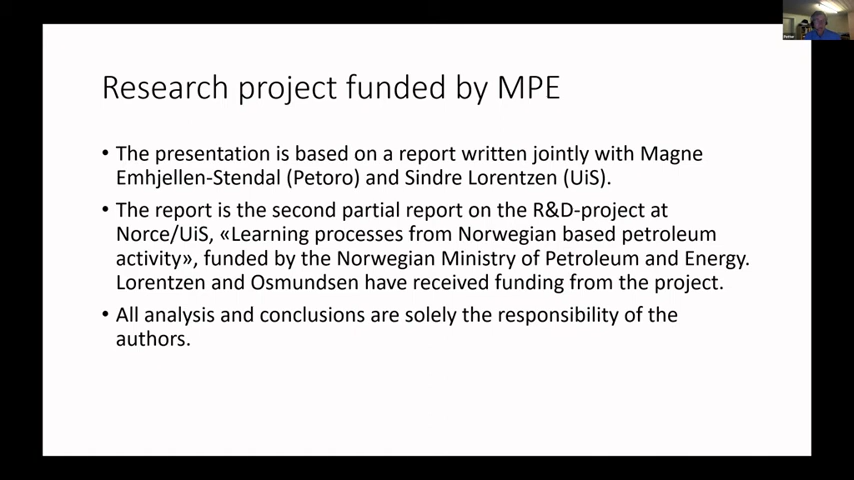 Research project funded by MPE
• The presentation is based on a report written jointly with Magne
Emhjellen-Stendal (Petoro) and Sindre Lorentzen (UiS).
• The report is the second partial report on the R&D-project at
Norce/UiS, «Learning processes from Norwegian based petroleum
activity», funded by the Norwegian Ministry of Petroleum and Energy.
Lorentzen and Osmundsen have received funding from the project.
• All analysis and conclusions are solely the responsibility of the
authors.